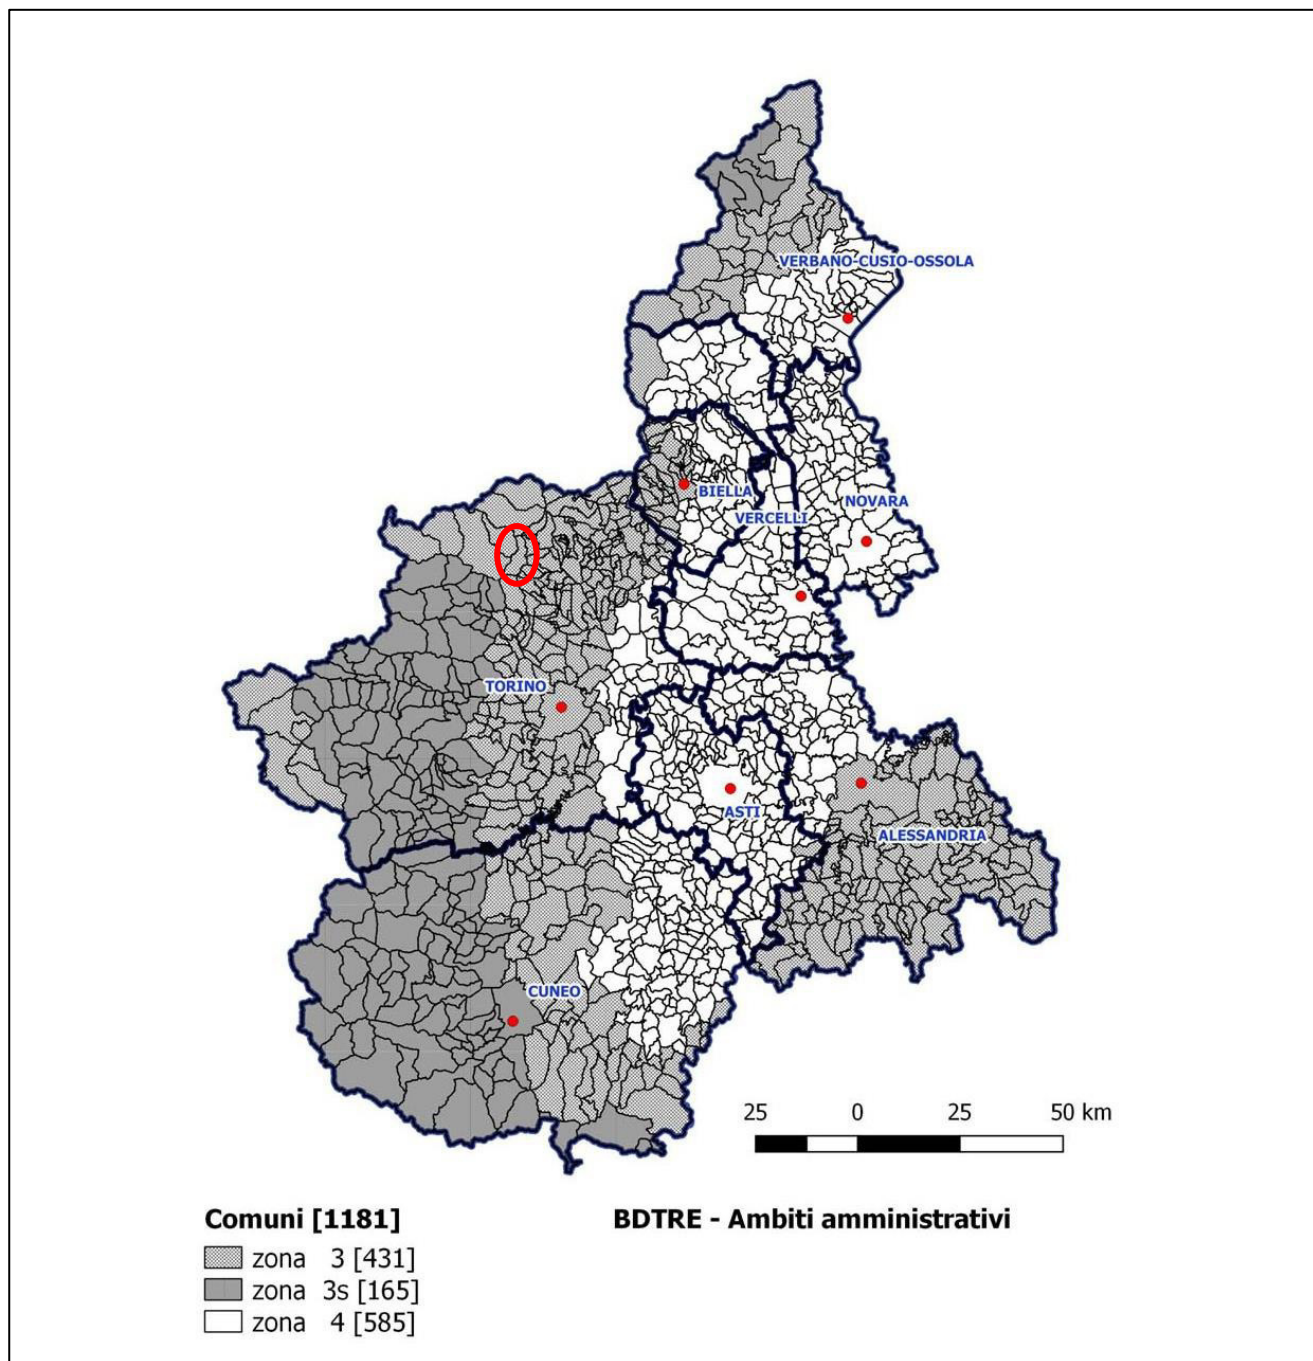 VERBANO-CUSIO-OSSOLA
BIELLA
NOVARA
VERCELLI
TORINO
ASTI
ALESSANDRIA
CUNEO
25 0 25 50 km
Comuni [1181]
BDTRE - Ambiti amministrativi
zona 3 [431]
zona 3s [165]
zona 4 [585]